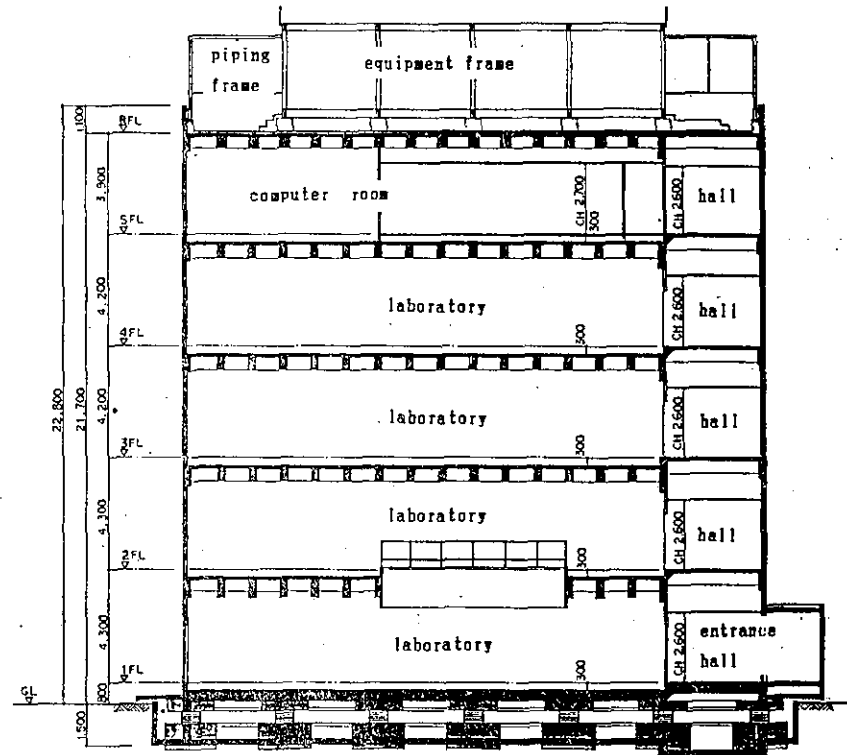 piping
frame
equipment frame
1,100
RFL
3,900
computer room
CH 2,700
300
CH 2,600
hall
5FL
4,200
laboratory
300
CH 2,600
hall
4FL
22,800
21,700
4,200
laboratory
300
CH 2,600
hall
3FL
4,300
laboratory
300
CH 2,600
hall
2FL
4,300
laboratory
300
CH 2,600
entrance
hall
1FL
800
GL
1,500